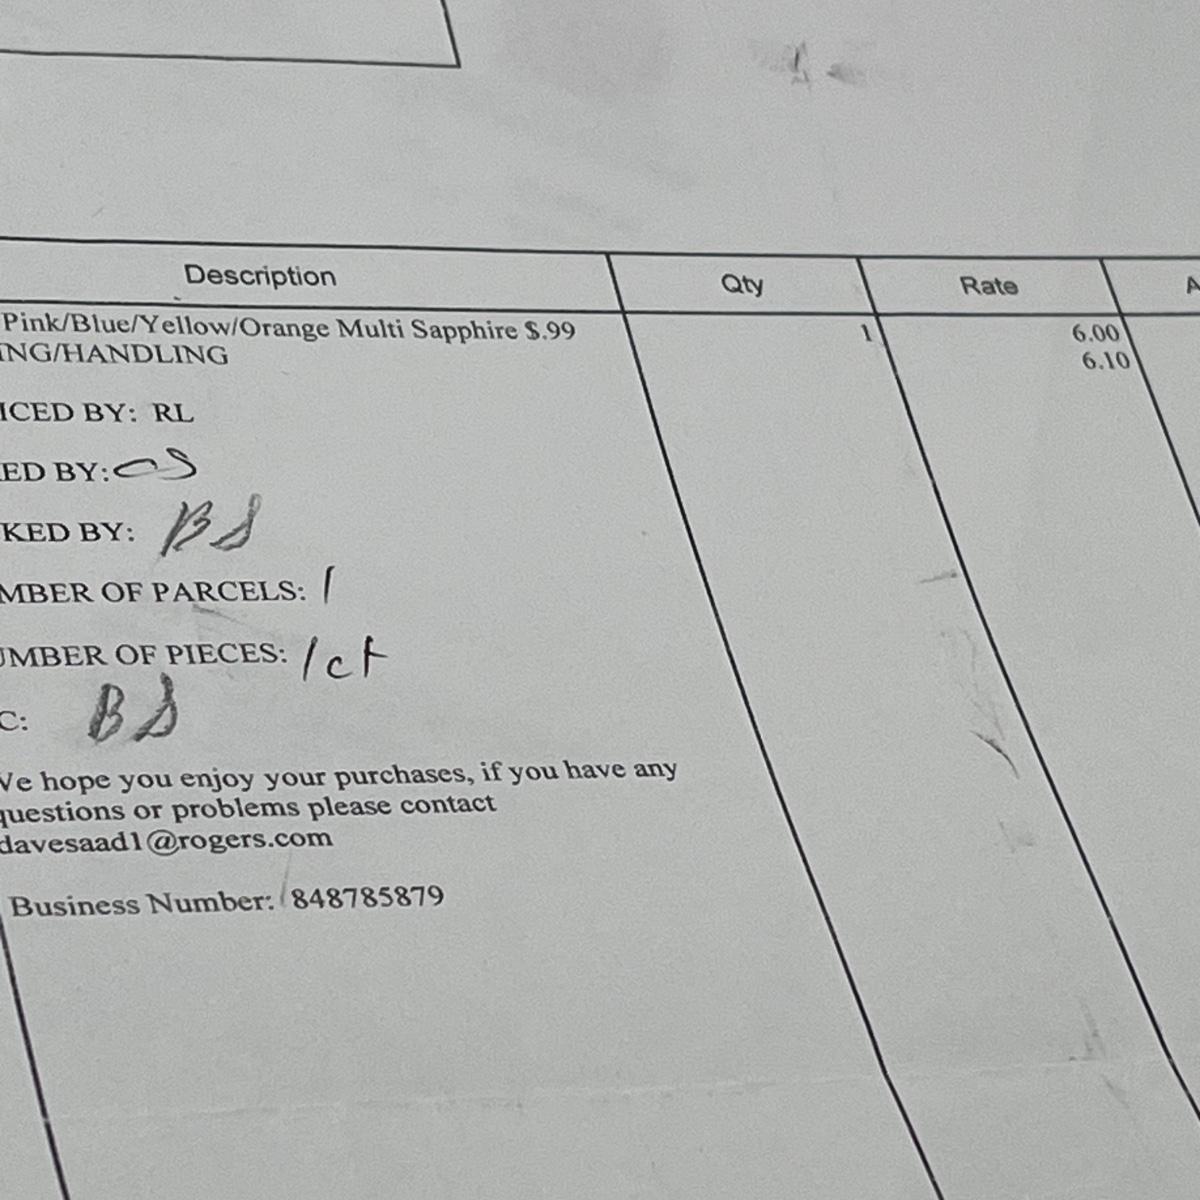 Description Qty Rate A
Pink/Blue/Yellow/Orange Multi Sapphire $.99 1 6.00
ING/HANDLING 6.10
ICED BY: RL
ED BY:
KED BY: BS
MBER OF PARCELS: 1
UMBER OF PIECES: 1ct
C: BS
Ve hope you enjoy your purchases, if you have any
questions or problems please contact
davesaad1@rogers.com
Business Number: 848785879